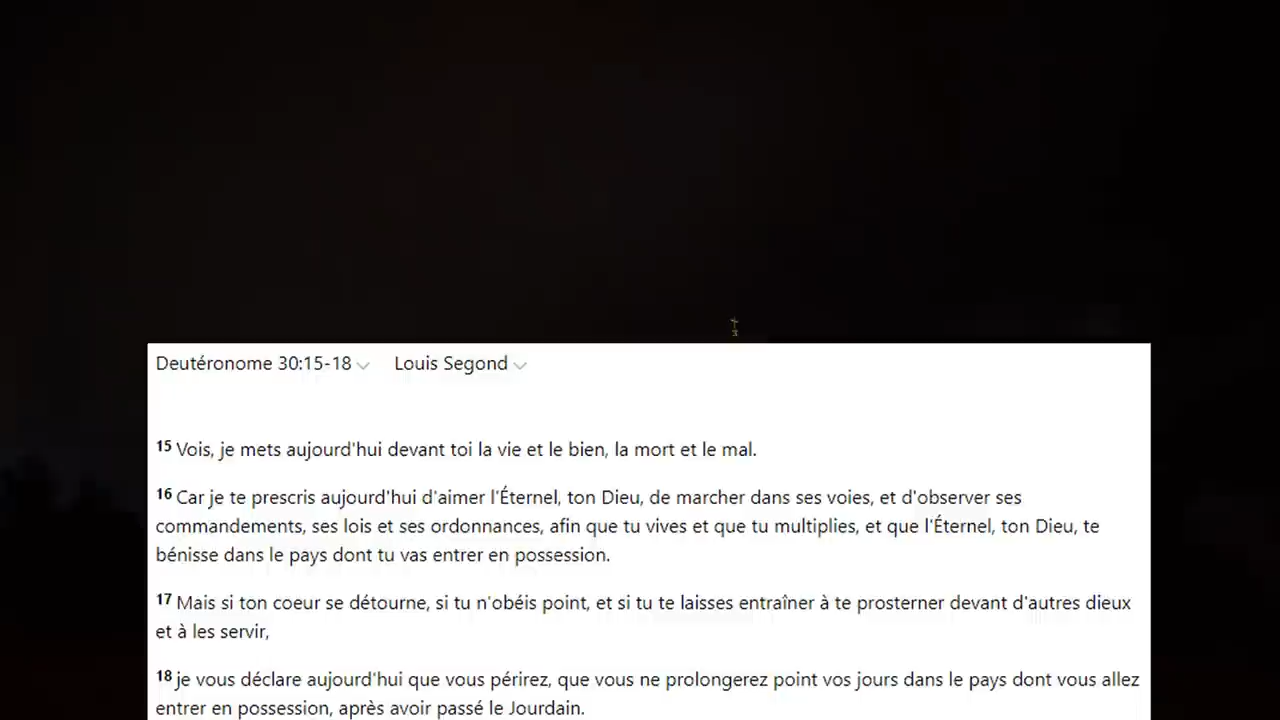 Deutéronome 30:15-18 Louis Segond
15 Vois, je mets aujourd'hui devant toi la vie et le bien, la mort et le mal.
16 Car je te prescris aujourd'hui d'aimer l'Éternel, ton Dieu, de marcher dans ses voies, et d'observer ses
commandements, ses lois et ses ordonnances, afin que tu vives et que tu multiplies, et que l'Éternel, ton Dieu, te
bénisse dans le pays dont tu vas entrer en possession.
17 Mais si ton coeur se détourne, si tu n'obéis point, et si tu te laisses entraîner à te prosterner devant d'autres dieux
et à les servir,
18 je vous déclare aujourd'hui que vous périrez, que vous ne prolongerez point vos jours dans le pays dont vous allez
entrer en possession, après avoir passé le Jourdain.